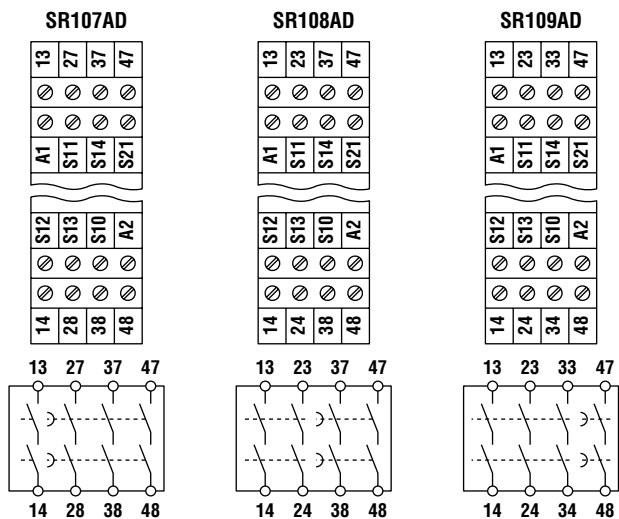 SR107AD SR108AD SR109AD
13 27 37 47 13 23 37 47 13 23 33 47
A1 S11 S14 S21 A1 S11 S14 S21 A1 S11 S14 S21
S12 S13 S10 A2 S12 S13 S10 A2 S12 S13 S10 A2
14 28 38 48 14 24 38 48 14 24 34 48
13 27 37 47 13 23 37 47 13 23 33 47
14 28 38 48 14 24 38 48 14 24 34 48